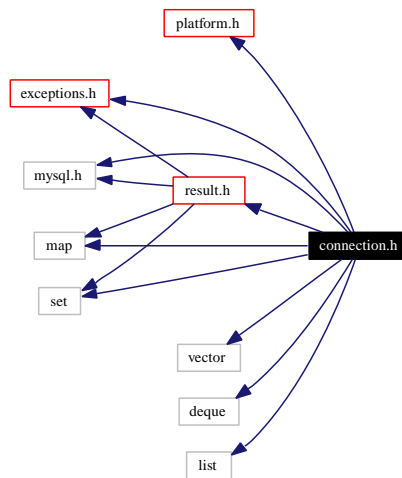 platform.h
exceptions.h
mysql.h
result.h
map
connection.h
set
vector
deque
list